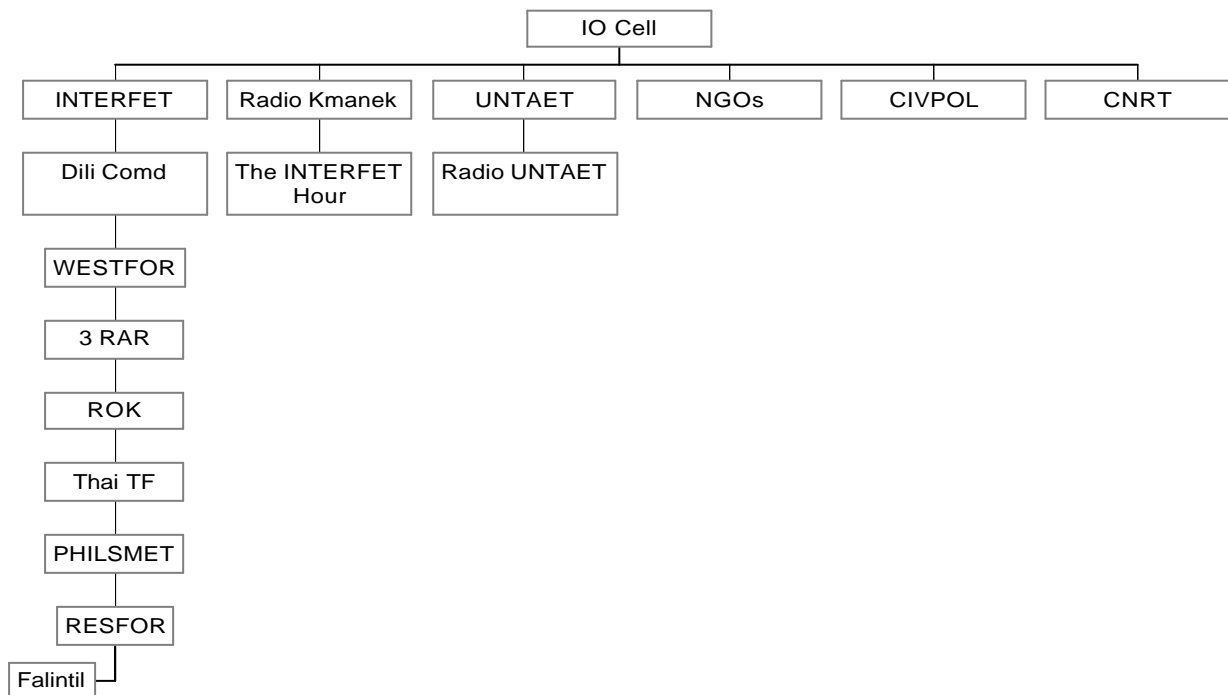 IO Cell
INTERFET
Radio Kmanek
UNTAET
NGOs
CIVPOL
CNRT
Dili Comd
The INTERFET
Hour
Radio UNTAET
WESTFOR
3 RAR
ROK
Thai TF
PHILSMET
RESFOR
Falintil